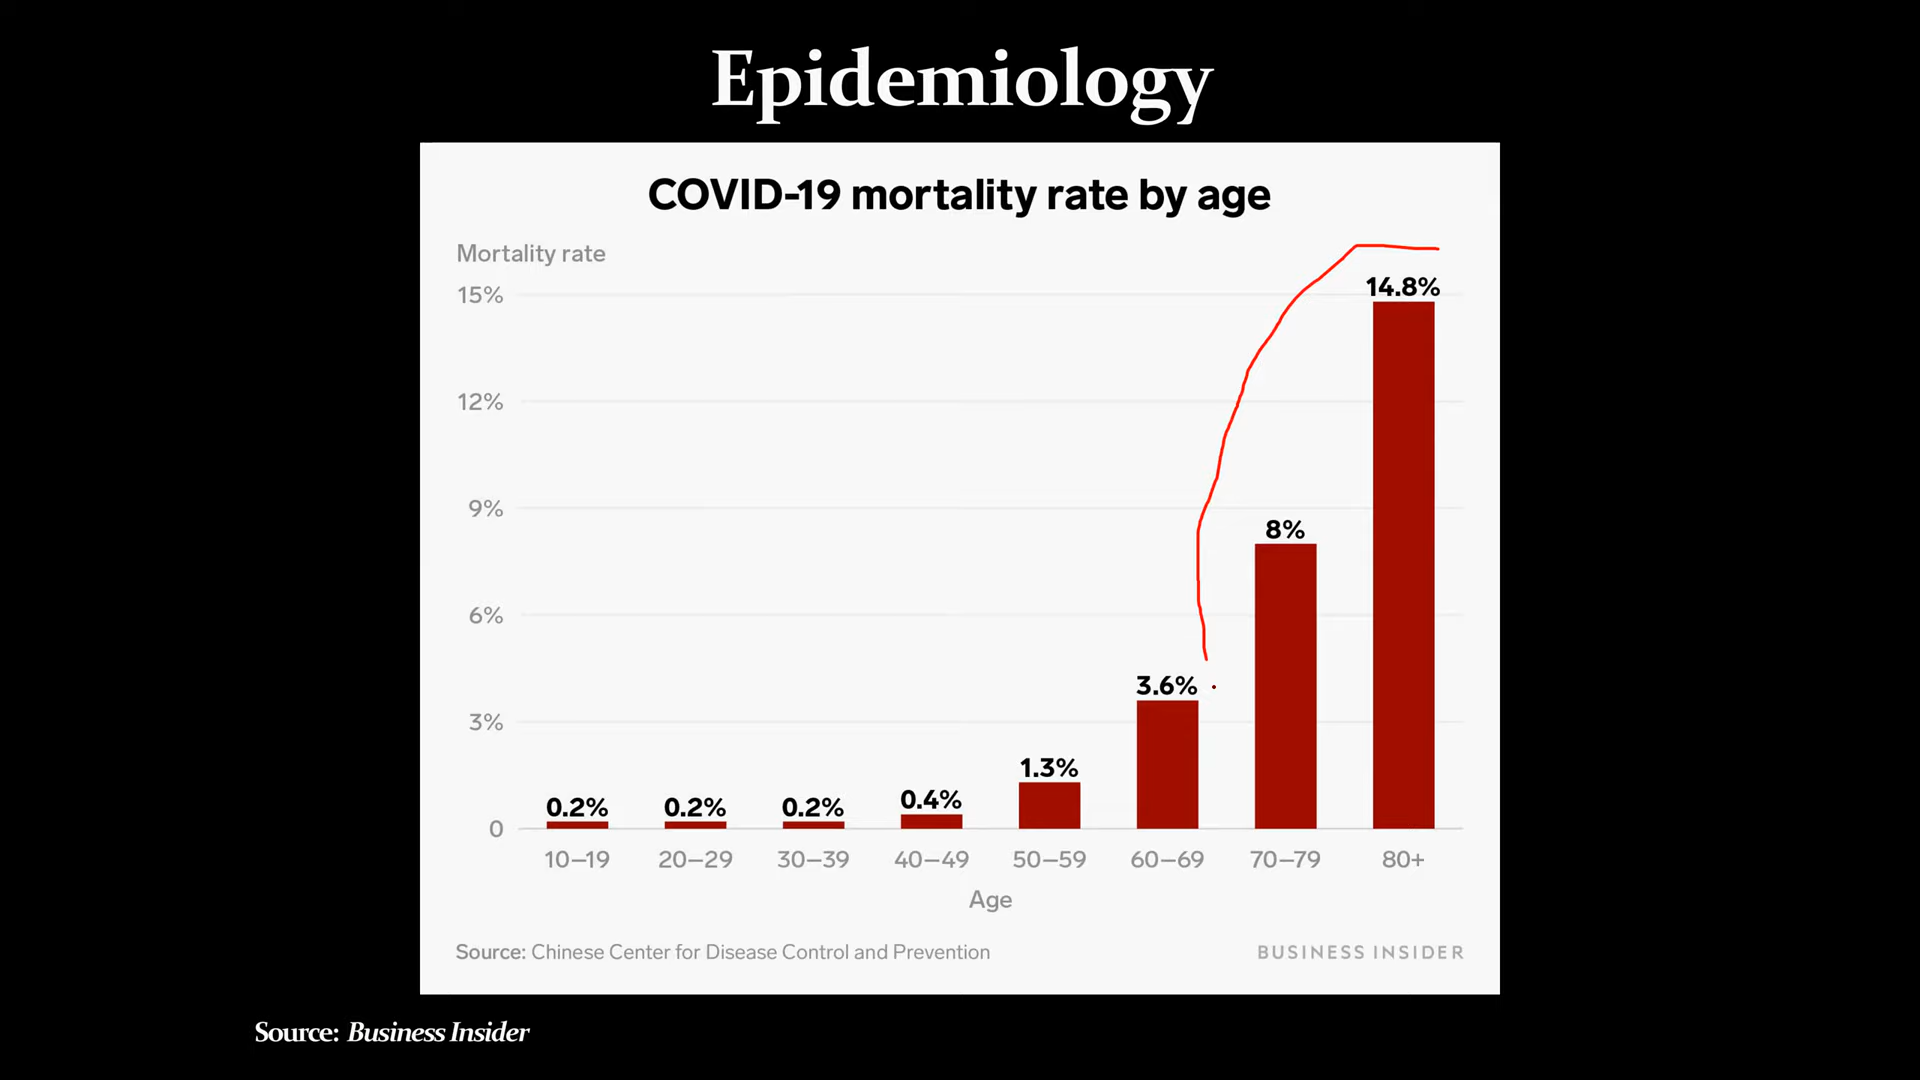 Epidemiology
COVID-19 mortality rate by age
Mortality rate
15%
12%
9%
6%
3%
0
0.2%
0.2%
0.2%
0.4%
1.3%
3.6%
8%
14.8%
10–19 20–29 30–39 40–49 50–59 60–69 70–79 80+
Age
Source: Chinese Center for Disease Control and Prevention BUSINESS INSIDER
Source: Business Insider